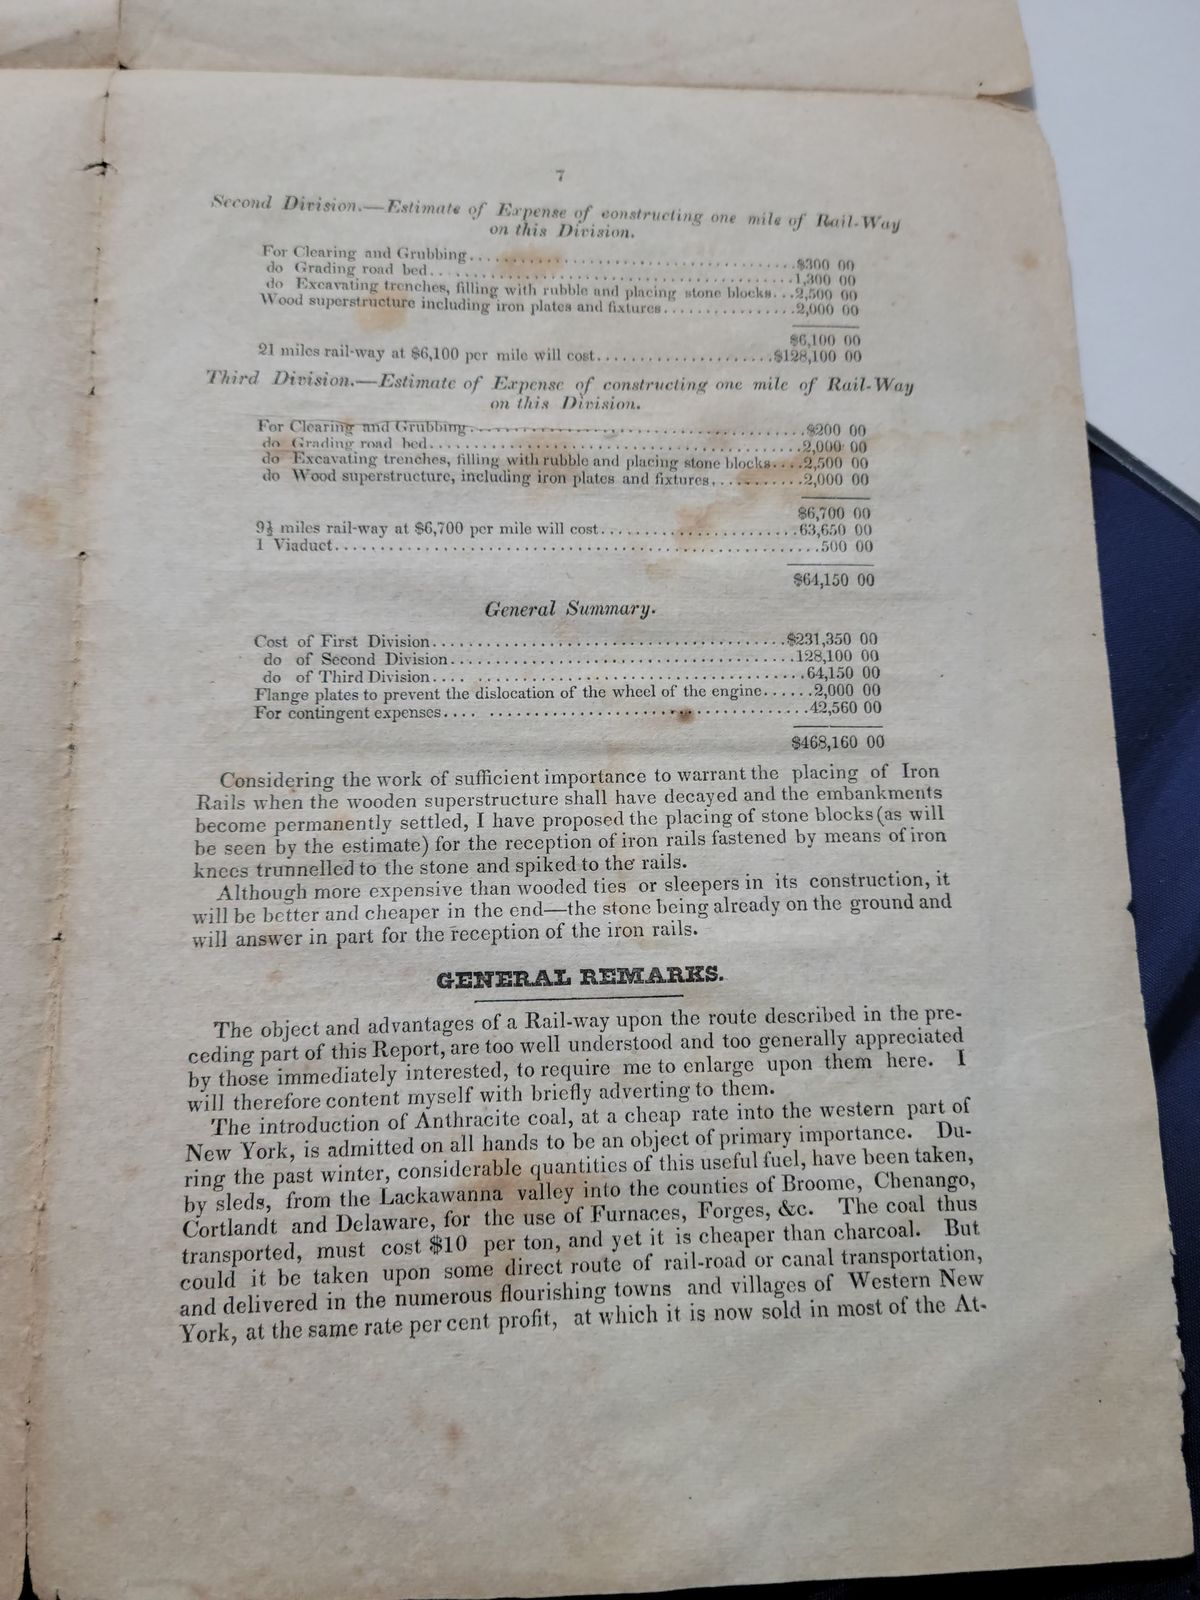 7
Second Division.—Estimate of Expense of constructing one mile of Rail-Way
on this Division.
For Clearing and Grubbing..........$300 00
do Grading road bed..........1,300 00
do Excavating trenches, filling with rubble and placing stone blocks...2,500 00
Wood superstructure including iron plates and fixtures..........2,000 00
$6,100 00
21 miles rail-way at $6,100 per mile will cost..........$128,100 00
Third Division.—Estimate of Expense of constructing one mile of Rail-Way
on this Division.
For Clearing and Grubbing..........$200 00
do Grading road bed..........2,000 00
do Excavating trenches, filling with rubble and placing stone blocks....2,500 00
do Wood superstructure, including iron plates and fixtures..........2,000 00
$6,700 00
9½ miles rail-way at $6,700 per mile will cost..........63,650 00
1 Viaduct..........500 00
$64,150 00
General Summary.
Cost of First Division..........$231,350 00
do of Second Division..........128,100 00
do of Third Division..........64,150 00
Flange plates to prevent the dislocation of the wheel of the engine......2,000 00
For contingent expenses..........42,560 00
$468,160 00
Considering the work of sufficient importance to warrant the placing of Iron
Rails when the wooden superstructure shall have decayed and the embankments
become permanently settled, I have proposed the placing of stone blocks (as will
be seen by the estimate) for the reception of iron rails fastened by means of iron
knees trunnelled to the stone and spiked to the rails.
Although more expensive than wooded ties or sleepers in its construction, it
will be better and cheaper in the end—the stone being already on the ground and
will answer in part for the reception of the iron rails.
GENERAL REMARKS.
The object and advantages of a Rail-way upon the route described in the pre-
ceding part of this Report, are too well understood and too generally appreciated
by those immediately interested, to require me to enlarge upon them here. I
will therefore content myself with briefly adverting to them.
The introduction of Anthracite coal, at a cheap rate into the western part of
New York, is admitted on all hands to be an object of primary importance. Du-
ring the past winter, considerable quantities of this useful fuel, have been taken,
by sleds, from the Lackawanna valley into the counties of Broome, Chenango,
Cortlandt and Delaware, for the use of Furnaces, Forges, &c. The coal thus
transported, must cost $10 per ton, and yet it is cheaper than charcoal. But
could it be taken upon some direct route of rail-road or canal transportation,
and delivered in the numerous flourishing towns and villages of Western New
York, at the same rate per cent profit, at which it is now sold in most of the At-